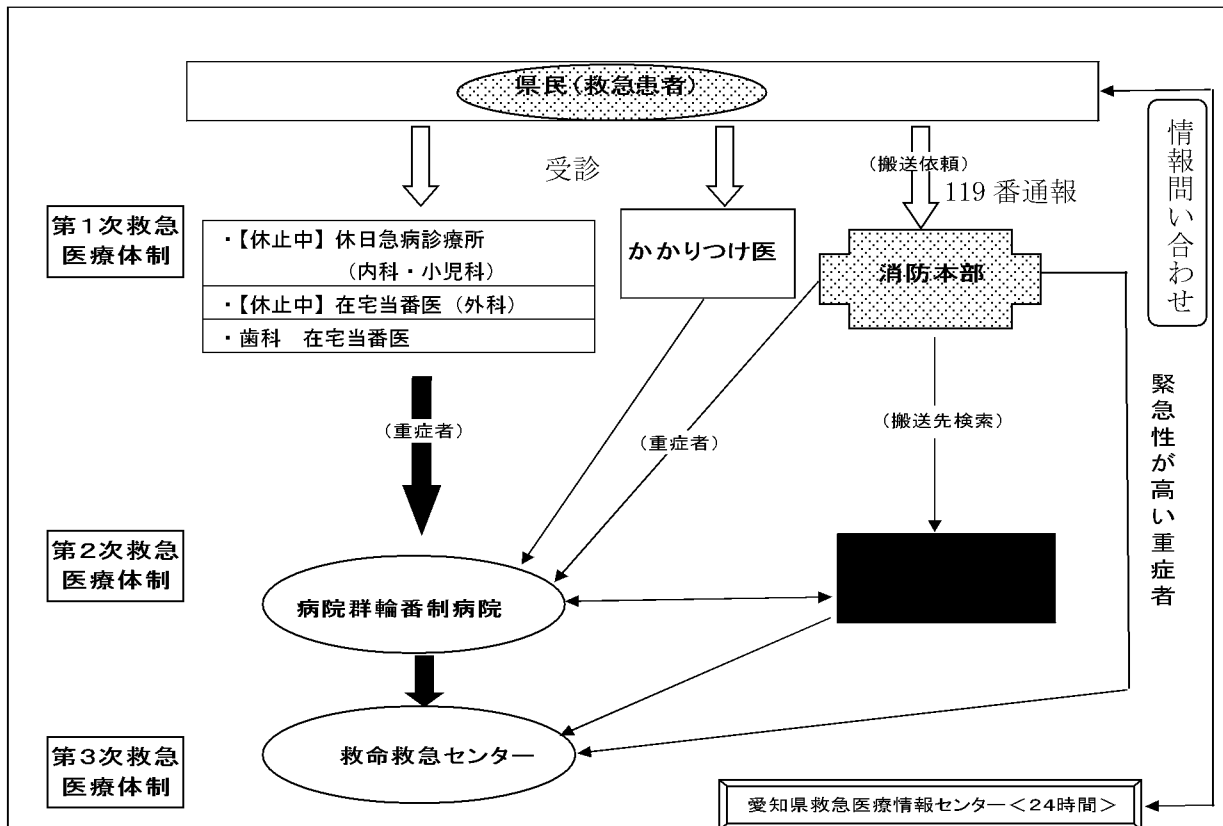 県民(救急患者)
受診
(搬送依頼)
119番通報
情報問い合わせ
第1次救急
医療体制
・【休止中】休日急病診療所
(内科・小児科)
・【休止中】在宅当番医(外科)
・歯科　在宅当番医
かかりつけ医
消防本部
(重症者)
(重症者)
(搬送先検索)
緊急性が高い重症者
第2次救急
医療体制
病院群輪番制病院
第3次救急
医療体制
救命救急センター
愛知県救急医療情報センター＜24時間＞